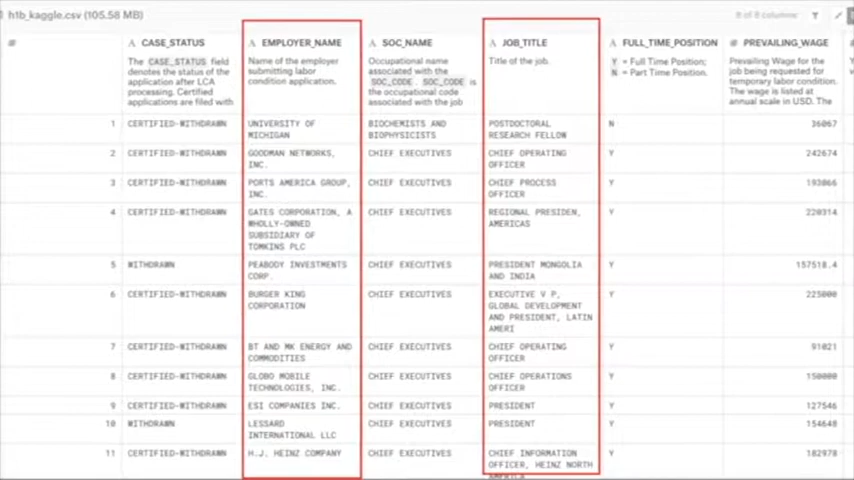 h1b_kaggle.csv (105.58 MB)
8 of 8 columns
# A CASE_STATUS A EMPLOYER_NAME A SOC_NAME A JOB_TITLE A FULL_TIME_POSITION # PREVAILING_WAGE # Y
The CASE_STATUS field
denotes the status of the
application after LCA
processing. Certified
applications are filed with
Name of the employer
submitting labor
condition application.
Occupational name
associated with the
SOC_CODE. SOC_CODE is
the occupational code
associated with the job
Title of the job.
Y = Full Time Position;
N = Part Time Position.
Prevailing Wage for the
job being requested for
temporary labor condition.
The wage is listed at
annual scale in USD. The
1 CERTIFIED-WITHDRAWN UNIVERSITY OF BIOCHEMISTS AND POSTDOCTORAL N 36067
MICHIGAN BIOPHYSICISTS RESEARCH FELLOW
2 CERTIFIED-WITHDRAWN GOODMAN NETWORKS, CHIEF EXECUTIVES CHIEF OPERATING Y 242674
INC. OFFICER
3 CERTIFIED-WITHDRAWN PORTS AMERICA GROUP, CHIEF EXECUTIVES CHIEF PROCESS Y 193066
INC. OFFICER
4 CERTIFIED-WITHDRAWN GATES CORPORATION, A CHIEF EXECUTIVES REGIONAL PRESIDEN, Y 220314
WHOLLY-OWNED AMERICAS
SUBSIDIARY OF
TOMKINS PLC
5 WITHDRAWN PEABODY INVESTMENTS CHIEF EXECUTIVES PRESIDENT MONGOLIA Y 157518.4
CORP. AND INDIA
6 CERTIFIED-WITHDRAWN BURGER KING CHIEF EXECUTIVES EXECUTIVE V P, Y 225000
CORPORATION GLOBAL DEVELOPMENT
AND PRESIDENT, LATIN
AMERI
7 CERTIFIED-WITHDRAWN BT AND MK ENERGY AND CHIEF EXECUTIVES CHIEF OPERATING Y 91021
COMMODITIES OFFICER
8 CERTIFIED-WITHDRAWN GLOBO MOBILE CHIEF EXECUTIVES CHIEF OPERATIONS Y 150000
TECHNOLOGIES, INC. OFFICER
9 CERTIFIED-WITHDRAWN ESI COMPANIES INC. CHIEF EXECUTIVES PRESIDENT Y 127546
10 WITHDRAWN LESSARD CHIEF EXECUTIVES PRESIDENT Y 154648
INTERNATIONAL LLC
11 CERTIFIED-WITHDRAWN H.J. HEINZ COMPANY CHIEF EXECUTIVES CHIEF INFORMATION Y 182978
OFFICER, HEINZ NORTH
AMERICA